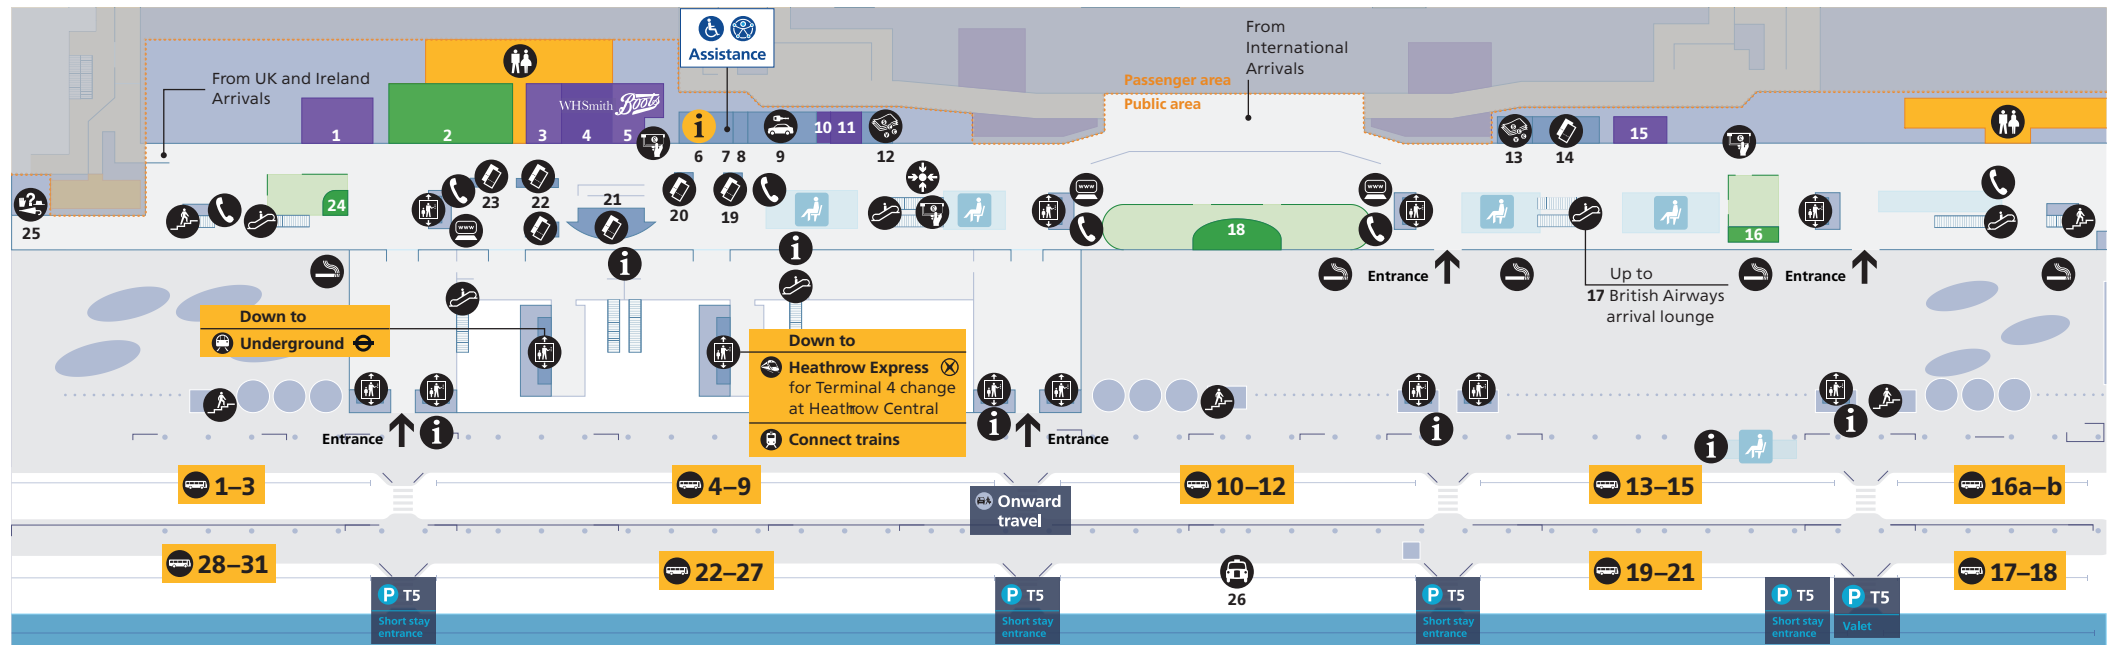 Assistance
From
International
Arrivals
From UK and Ireland
Arrivals
Passenger area
Public area
WHSmith
Boots
1
2
3
4
5
i
6
7
8
9
10
11
12
13
14
15
25
24
23
22
21
20
19
www
www
www
18
16
i
i
Entrance
Entrance
Up to
17 British Airways
arrival lounge
Down to
Underground
Down to
Heathrow Express
for Terminal 4 change
at Heathrow Central
Connect trains
Entrance
i
i
Entrance
i
i
i
1–3
4–9
10–12
13–15
16a–b
Onward
travel
28–31
22–27
26
19–21
17–18
P T5
Short stay
entrance
P T5
Short stay
entrance
P T5
Short stay
entrance
P T5
Short stay
entrance
P T5
Valet